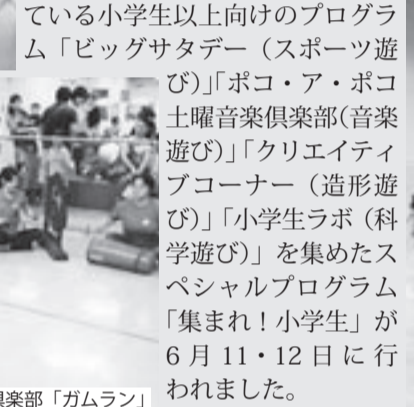 ている小学生以上向けのプログラ
ム「ビッグサタデー（スポーツ遊
び）」「ポコ・ア・ポコ
土曜音楽倶楽部（音楽
遊び）」「クリエイティ
ブコーナー（造形遊
び）」「小学生ラボ（科
学遊び）」を集めたス
ペシャルプログラム
「集まれ！小学生」が
6月11・12日に行
われました。
倶楽部「ガムラン」